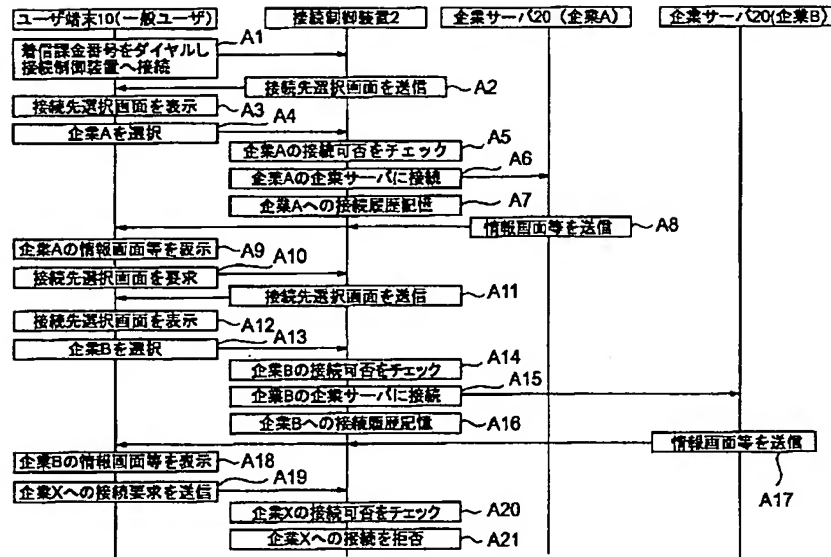 ユーザ端末10(一般ユーザ)
接続制御装置2
企業サーバ20（企業A）
企業サーバ20(企業B)
着信課金番号をダイヤルし
接続制御装置へ接続
A1
接続先選択画面を送信
A2
接続先選択画面を表示
A3
企業Aを選択
A4
企業Aの接続可否をチェック
A5
企業Aの企業サーバに接続
A6
企業Aへの接続履歴記憶
A7
情報画面等を送信
A8
企業Aの情報画面等を表示
A9
接続先選択画面を要求
A10
接続先選択画面を送信
A11
接続先選択画面を表示
A12
企業Bを選択
A13
企業Bの接続可否をチェック
A14
企業Bの企業サーバに接続
A15
企業Bへの接続履歴記憶
A16
情報画面等を送信
A17
企業Bの情報画面等を表示
A18
企業Xへの接続要求を送信
A19
企業Xの接続可否をチェック
A20
企業Xへの接続を拒否
A21